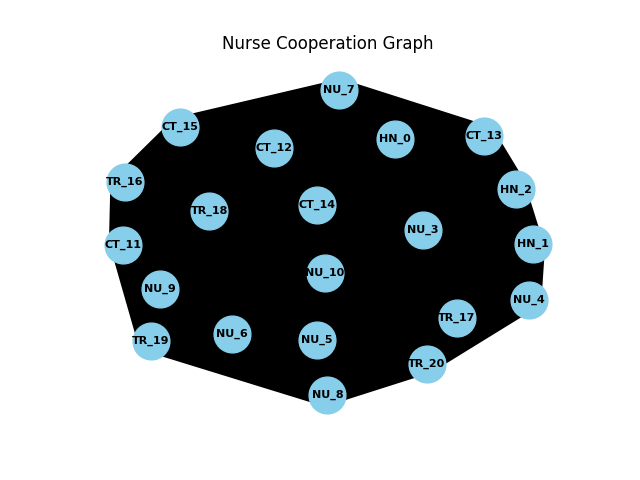 Nurse Cooperation Graph
NU_7
CT_15
CT_13
HN_0
CT_12
TR_16
HN_2
CT_14
TR_18
NU_3
CT_11
HN_1
NU_10
NU_9
NU_4
TR_17
NU_6
NU_5
TR_19
TR_20
NU_8